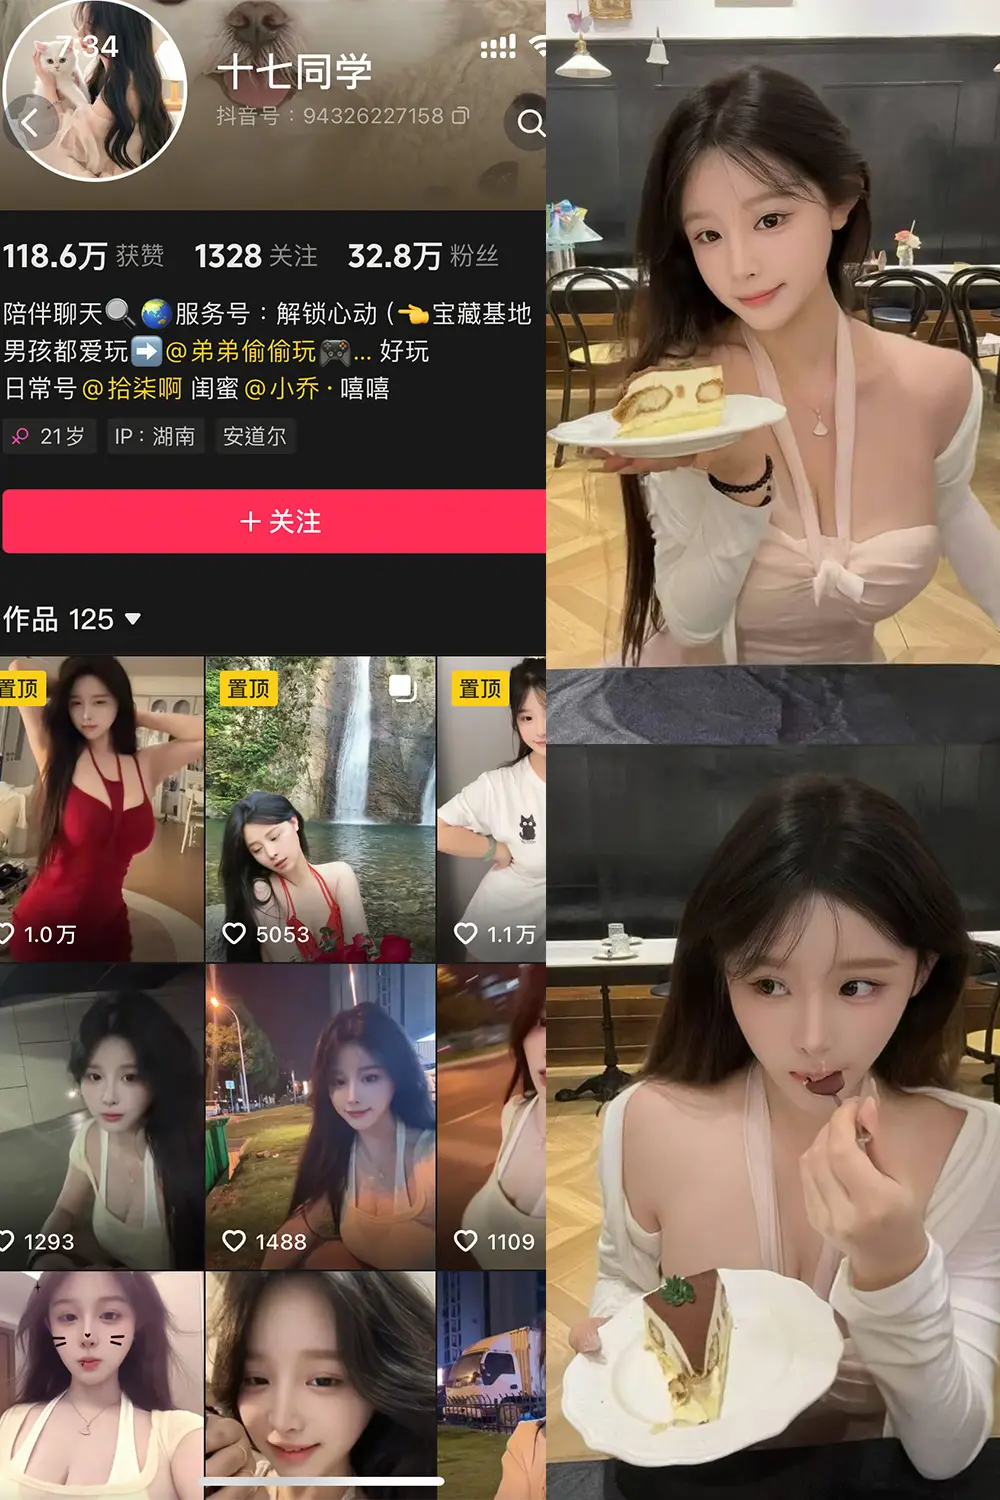 7:34
十七同学
抖音号：94326227158
118.6万 获赞 1328 关注 32.8万 粉丝
陪伴聊天🔍🌏服务号：解锁心动（👈宝藏基地
男孩都爱玩➡️@弟弟偷偷玩🎮... 好玩
日常号@拾柒啊 闺蜜@小乔· 嘻嘻
♀ 21岁 IP：湖南 安道尔
＋关注
作品 125 ▼
置顶 置顶 置顶
1.0万 5053 1.1万
1293 1488 1109